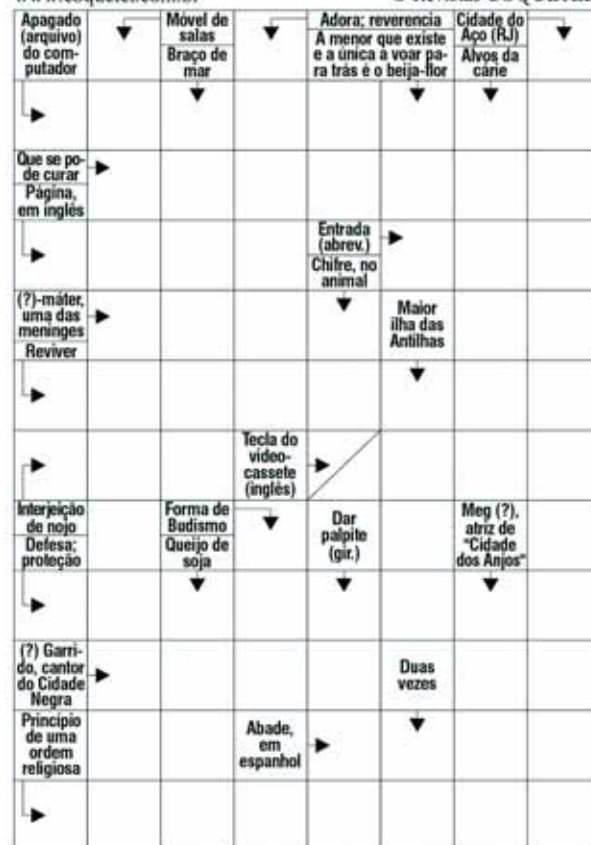 Apagado
(arquivo)
do com-
putador
Móvel de
salas
Braço de
mar
Adora; reverencia
A menor que existe
e a única a voar pa-
ra trás é o beija-flor
Cidade do
Aço (RJ)
Alvos da
cárie
Que se po-
de curar
Página,
em inglês
Entrada
(abrev.)
Chifre, no
animal
(?)-máter,
uma das
meninges
Reviver
Maior
ilha das
Antilhas
Tecla do
vídeo-
cassete
(inglês)
Interjeição
de nojo
Defesa;
proteção
Forma de
Budismo
Queijo de
soja
Dar
palpite
(gír.)
Meg (?),
atriz de
"Cidade
dos Anjos"
(?) Garri-
do, cantor
do Cidade
Negra
Duas
vezes
Princípio
de uma
ordem
religiosa
Abade,
em
espanhol